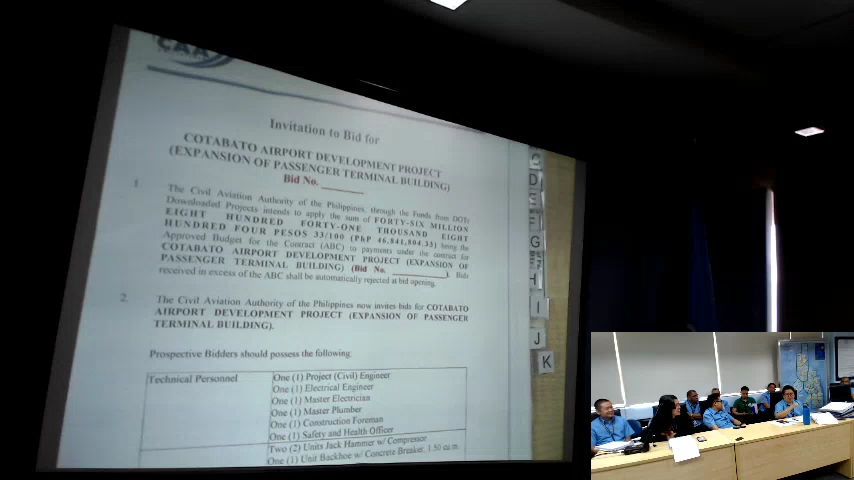 CAA
Invitation to Bid for
COTABATO AIRPORT DEVELOPMENT PROJECT
(EXPANSION OF PASSENGER TERMINAL BUILDING)
Bid No. ________
1. The Civil Aviation Authority of the Philippines, through the Funds from DOTr
Downloaded Projects intends to apply the sum of FORTY-SIX MILLION
EIGHT HUNDRED FORTY-ONE THOUSAND EIGHT
HUNDRED FOUR PESOS 33/100 (PhP 46,841,804.33) being the
Approved Budget for the Contract (ABC) to payments under the contract for
COTABATO AIRPORT DEVELOPMENT PROJECT (EXPANSION OF
PASSENGER TERMINAL BUILDING) (Bid No. ____________). Bids
received in excess of the ABC shall be automatically rejected at bid opening.
2. The Civil Aviation Authority of the Philippines now invites bids for COTABATO
AIRPORT DEVELOPMENT PROJECT (EXPANSION OF PASSENGER
TERMINAL BUILDING).
Prospective Bidders should possess the following:
Technical Personnel
One (1) Project (Civil) Engineer
One (1) Electrical Engineer
One (1) Master Electrician
One (1) Master Plumber
One (1) Construction Foreman
One (1) Safety and Health Officer
Two (2) Units Jack Hammer w/ Compressor
One (1) Unit Backhoe w/ Concrete Breaker, 1.50 cu.m.
C
D
E
F
G
H
I
J
K